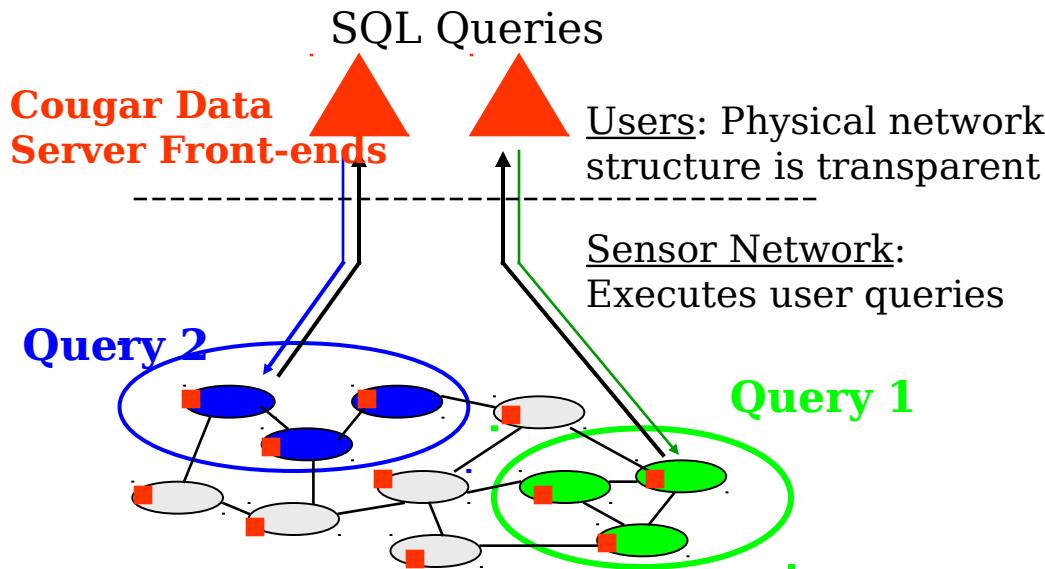 SQL Queries
Cougar Data
Server Front-ends
Users: Physical network
structure is transparent
Sensor Network:
Executes user queries
Query 2
Query 1